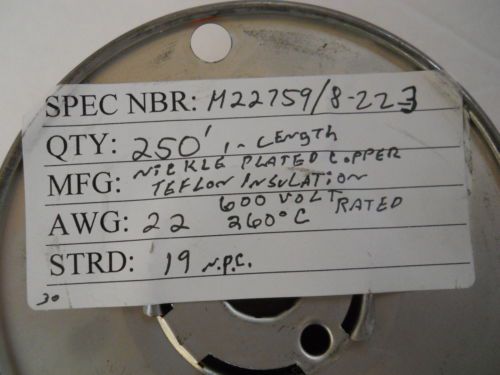 SPEC NBR: M22759/8-22-3
QTY: 250' 1-LENGTH
NICKLE PLATED COPPER
MFG: TEFLON INSULATION
600 VOLT RATED
AWG: 22 260°C
STRD: 19 N.P.C.
30